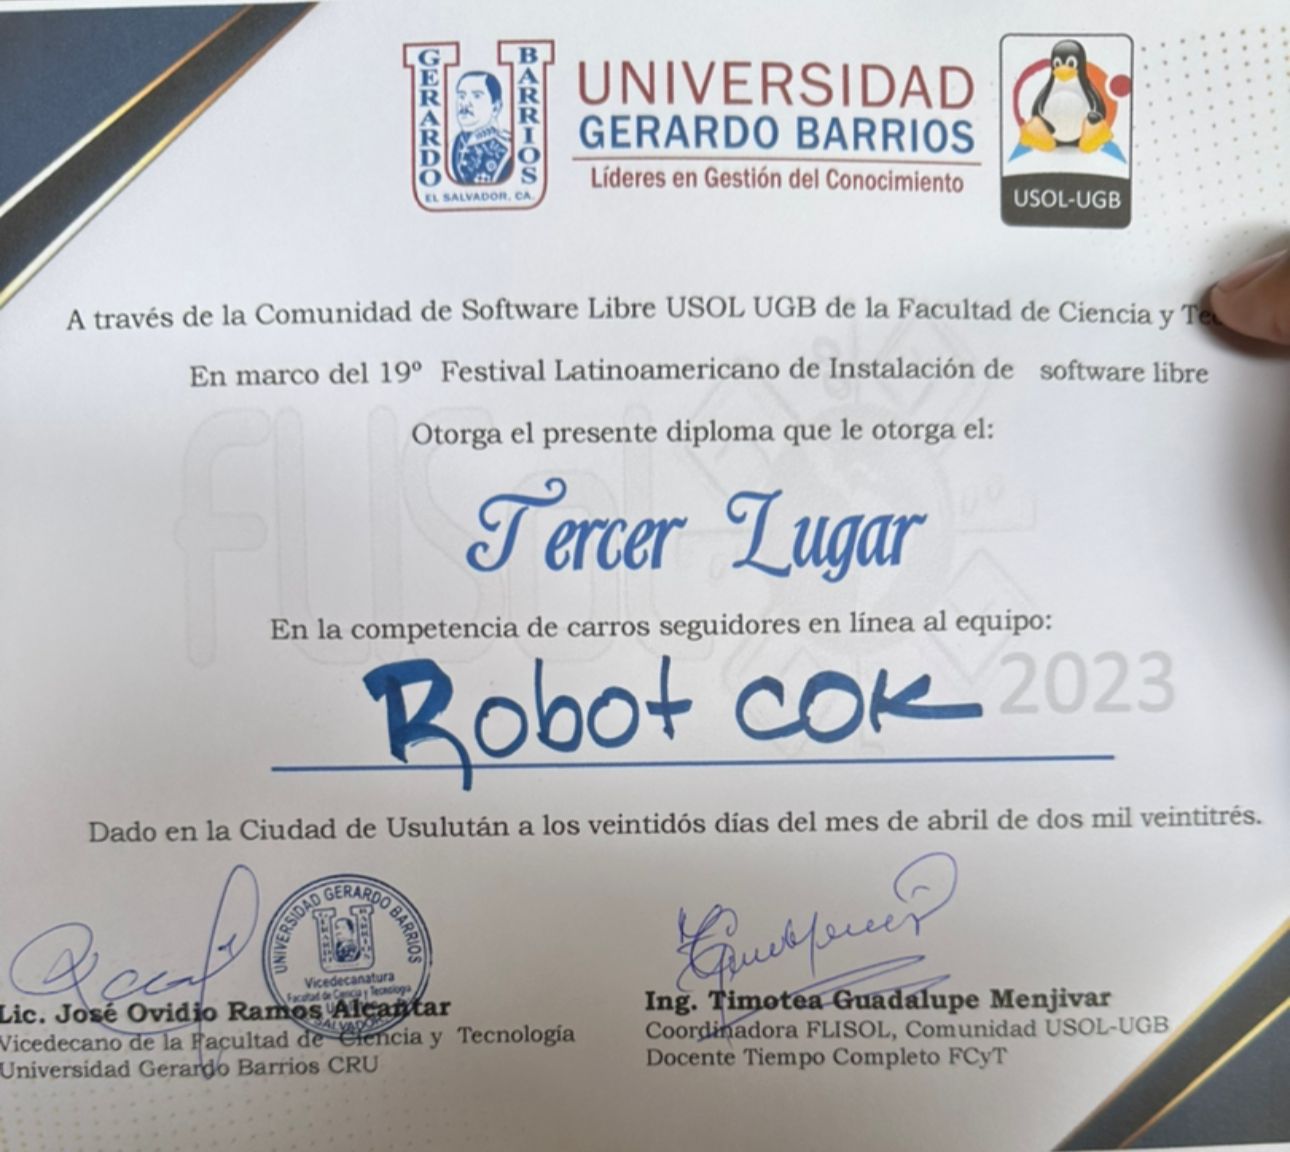 GERARDO BARRIOS
EL SALVADOR, CA.
UNIVERSIDAD
GERARDO BARRIOS
Líderes en Gestión del Conocimiento
USOL-UGB
A través de la Comunidad de Software Libre USOL UGB de la Facultad de Ciencia y
En marco del 19º Festival Latinoamericano de Instalación de software libre
Otorga el presente diploma que le otorga el:
Tercer Lugar
En la competencia de carros seguidores en línea al equipo:
Robot COK
FLISoL 2023
Dado en la Ciudad de Usulután a los veintidós días del mes de abril de dos mil veintitrés.
UNIVERSIDAD GERARDO BARRIOS
Vicedecanatura
Facultad de Ciencia y Tecnología
Lic. José Ovidio Ramos Alcantar
Vicedecano de la Facultad de Ciencia y Tecnología
Universidad Gerardo Barrios CRU
Ing. Timotea Guadalupe Menjivar
Coordinadora FLISOL, Comunidad USOL-UGB
Docente Tiempo Completo FCyT